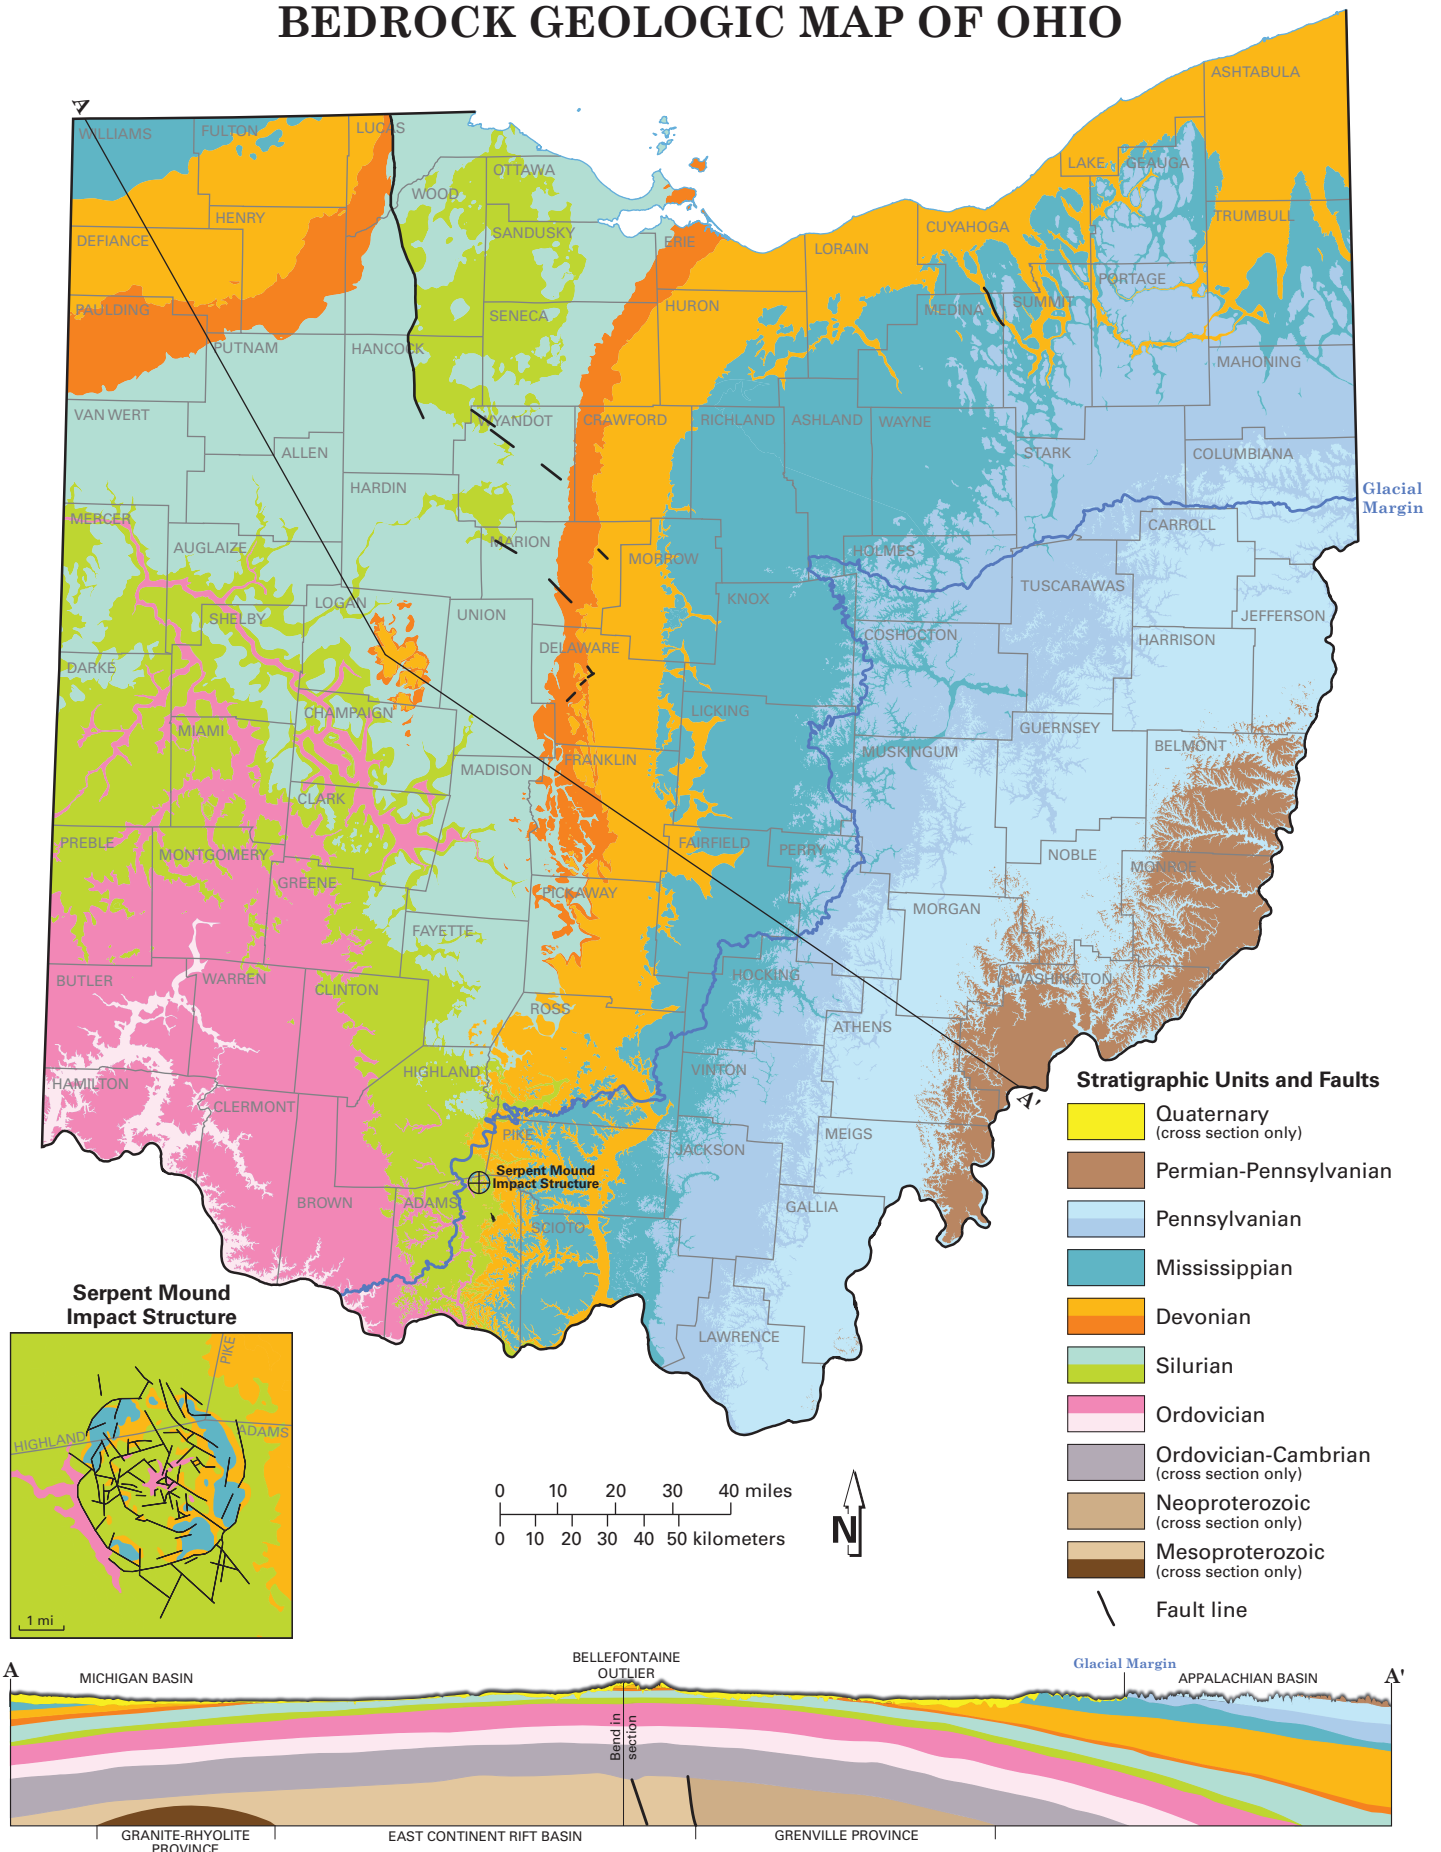 BEDROCK GEOLOGIC MAP OF OHIO
A
WILLIAMS
FULTON
LUCAS
ASHTABULA
OTTAWA
WOOD
LAKE
GEAUGA
HENRY
DEFIANCE
SANDUSKY
ERIE
LORAIN
CUYAHOGA
TRUMBULL
PAULDING
SENECA
HURON
MEDINA
SUMMIT
PORTAGE
PUTNAM
HANCOCK
MAHONING
VAN WERT
WYANDOT
CRAWFORD
RICHLAND
ASHLAND
WAYNE
ALLEN
STARK
COLUMBIANA
HARDIN
Glacial
Margin
MERCER
AUGLAIZE
MARION
MORROW
HOLMES
CARROLL
LOGAN
SHELBY
UNION
KNOX
TUSCARAWAS
JEFFERSON
DARKE
DELAWARE
COSHOCTON
HARRISON
MIAMI
CHAMPAIGN
LICKING
GUERNSEY
MADISON
FRANKLIN
MUSKINGUM
BELMONT
CLARK
PREBLE
MONTGOMERY
FAIRFIELD
PERRY
NOBLE
MONROE
GREENE
PICKAWAY
MORGAN
FAYETTE
BUTLER
WARREN
CLINTON
HOCKING
WASHINGTON
ROSS
ATHENS
HAMILTON
HIGHLAND
VINTON
CLERMONT
A'
PIKE
JACKSON
MEIGS
Serpent Mound
Impact Structure
BROWN
ADAMS
SCIOTO
GALLIA
LAWRENCE
Stratigraphic Units and Faults
Quaternary
(cross section only)
Permian-Pennsylvanian
Pennsylvanian
Mississippian
Devonian
Silurian
Ordovician
Ordovician-Cambrian
(cross section only)
Neoproterozoic
(cross section only)
Mesoproterozoic
(cross section only)
Fault line
Serpent Mound
Impact Structure
PIKE
HIGHLAND
ADAMS
1 mi
0 10 20 30 40 miles
0 10 20 30 40 50 kilometers
N
A
MICHIGAN BASIN
BELLEFONTAINE
OUTLIER
Glacial Margin
APPALACHIAN BASIN
A'
Bend in
section
GRANITE-RHYOLITE
PROVINCE
EAST CONTINENT RIFT BASIN
GRENVILLE PROVINCE